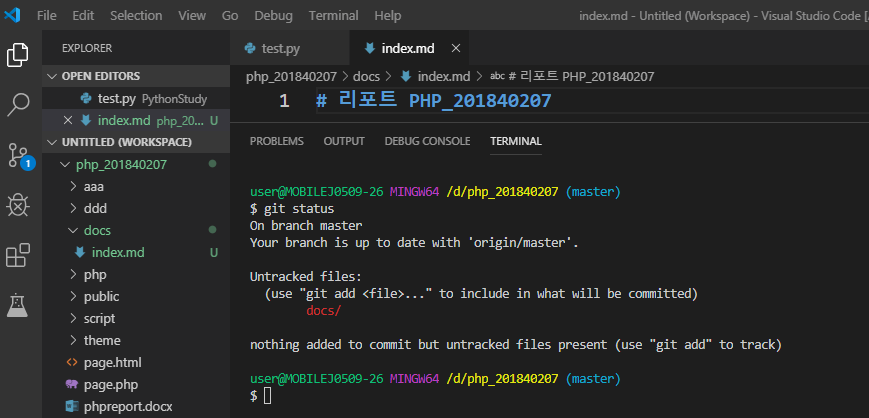 File Edit Selection View Go Debug Terminal Help index.md - Untitled (Workspace) - Visual Studio Code
EXPLORER
OPEN EDITORS
test.py PythonStudy
index.md php_20... U
UNTITLED (WORKSPACE)
php_201840207
aaa
ddd
docs
index.md U
php
public
script
theme
page.html
page.php
phpreport.docx
1
test.py index.md
php_201840207 > docs > index.md > abc # 리포트 PHP_201840207
1 # 리포트 PHP_201840207
PROBLEMS OUTPUT DEBUG CONSOLE TERMINAL
user@MOBILEJ0509-26 MINGW64 /d/php_201840207 (master)
$ git status
On branch master
Your branch is up to date with 'origin/master'.
Untracked files:
(use "git add <file>..." to include in what will be committed)
docs/
nothing added to commit but untracked files present (use "git add" to track)
user@MOBILEJ0509-26 MINGW64 /d/php_201840207 (master)
$